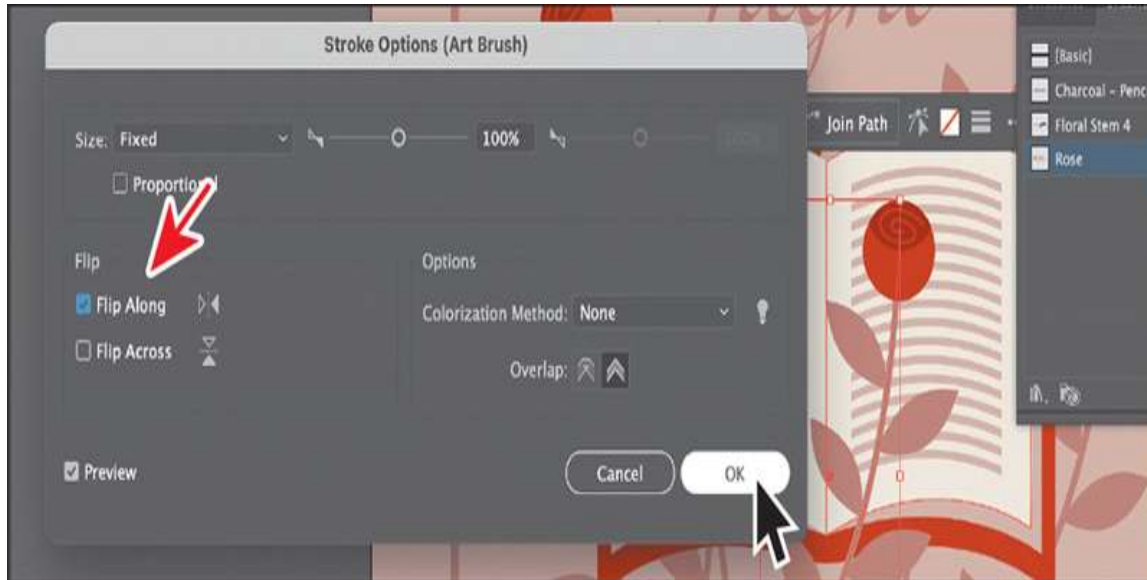 Stroke Options (Art Brush)
Size: Fixed
100%
Proportional
Flip
Flip Along
Flip Across
Options
Colorization Method: None
Overlap:
Preview
Cancel
OK
Join Path
[Basic]
Charcoal - Penc
Floral Stem 4
Rose